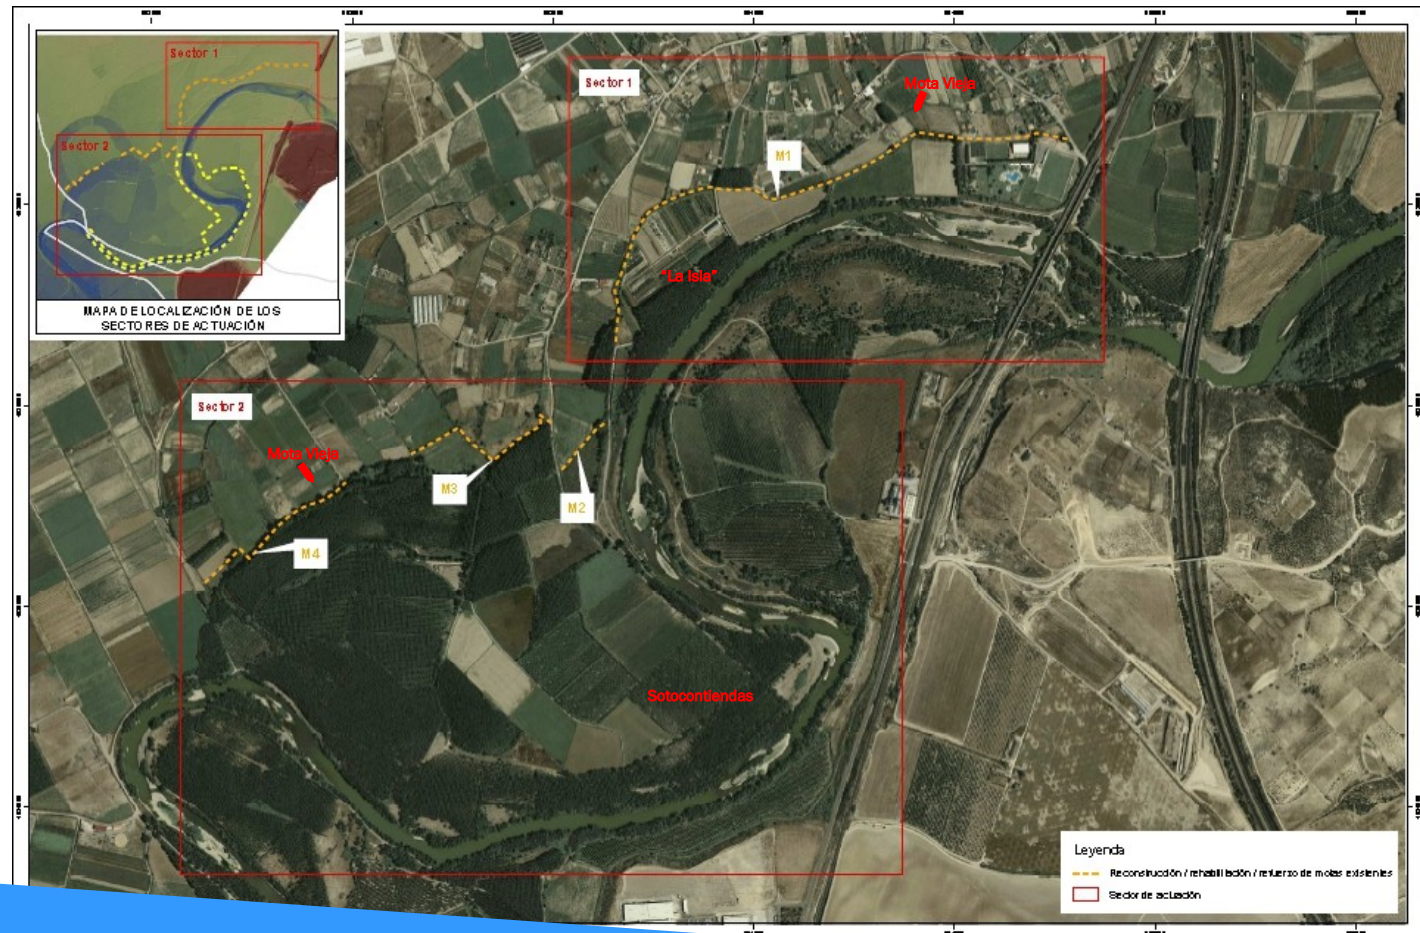 Sector 1
Sector 2
MAPA DE LOCALIZACIÓN DE LOS
SECTORES DE ACTUACIÓN
Sector 1
Mota Vieja
M1
"La Isla"
Sector 2
Mota Vieja
M3
M2
M4
Sotocontiendas
Leyenda
Reconstrucción / rehabilitación / refuerzo de motas existentes
Sector de actuación